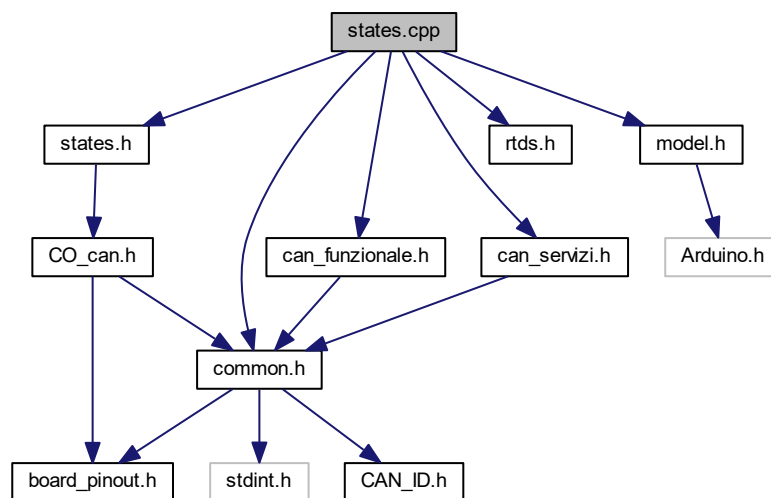 states.cpp
states.h
rtds.h
model.h
CO_can.h
can_funzionale.h
can_servizi.h
Arduino.h
common.h
board_pinout.h
stdint.h
CAN_ID.h